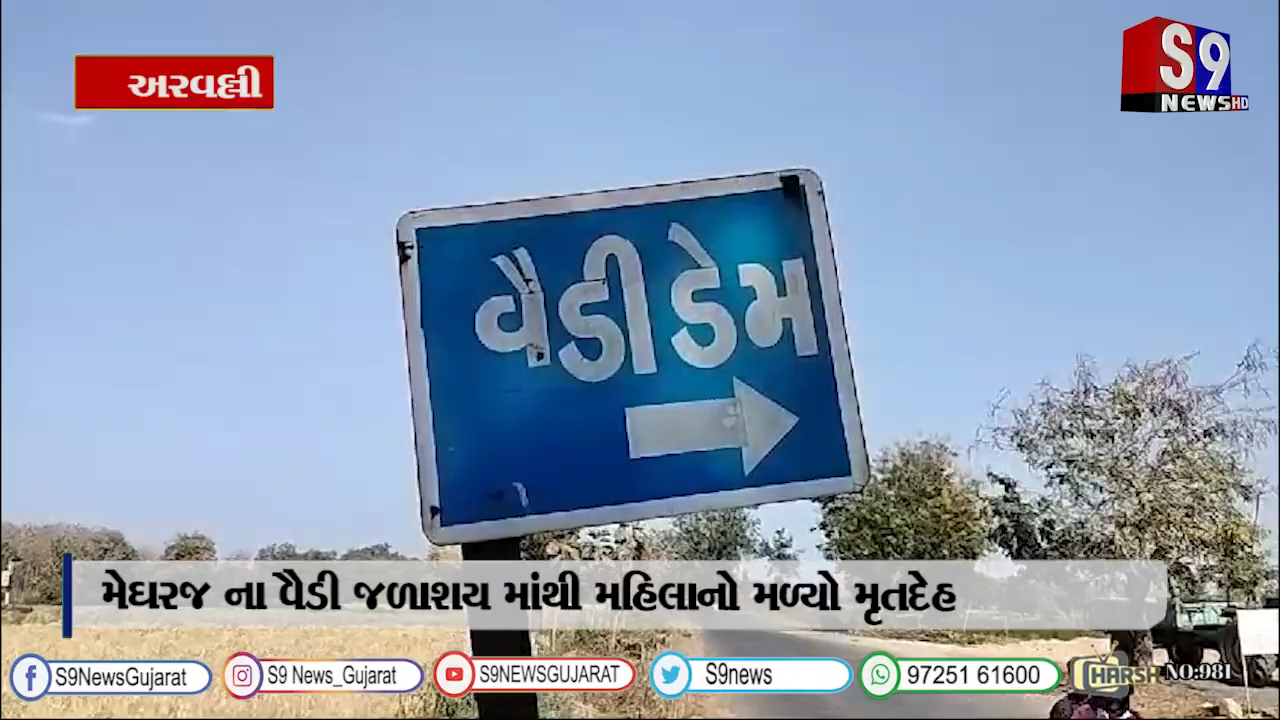 અરવલ્લી
S9
NEWS HD
વૈડી ડેમ
મેઘરજ ના વૈડી જળાશય માંથી મહિલાનો મળ્યો મૃતદેહ
S9NewsGujarat
S9 News_Gujarat
S9NEWSGUJARAT
S9news
97251 61600
HARSH NO:981